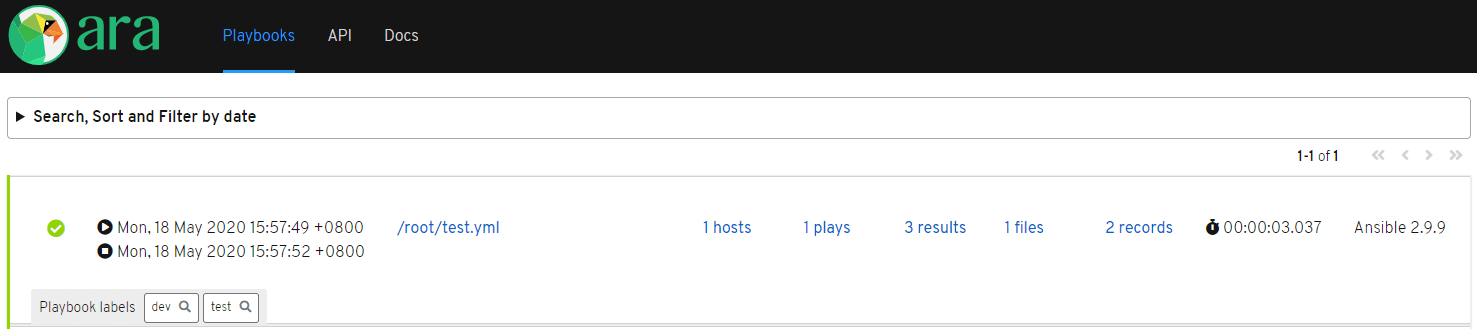 ara
Playbooks API Docs
Search, Sort and Filter by date
1-1 of 1
Mon, 18 May 2020 15:57:49 +0800 /root/test.yml 1 hosts 1 plays 3 results 1 files 2 records 00:00:03.037 Ansible 2.9.9
Mon, 18 May 2020 15:57:52 +0800
Playbook labels dev test